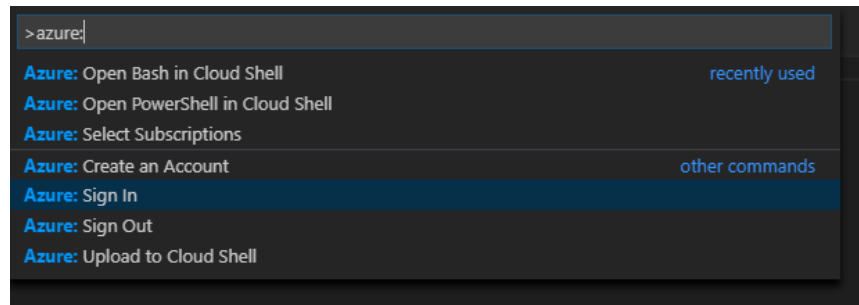 >azure:
Azure: Open Bash in Cloud Shell recently used
Azure: Open PowerShell in Cloud Shell
Azure: Select Subscriptions
Azure: Create an Account other commands
Azure: Sign In
Azure: Sign Out
Azure: Upload to Cloud Shell